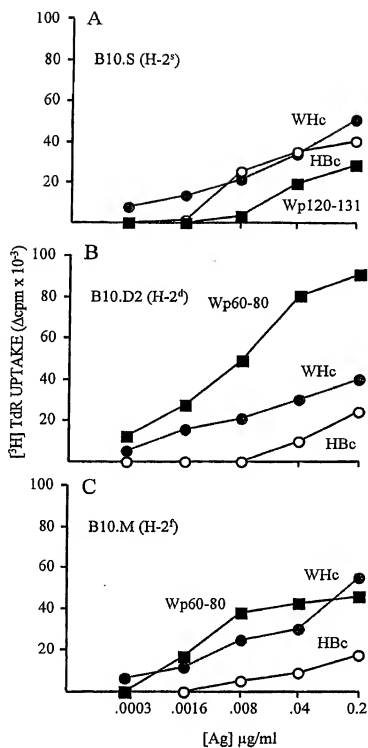 A
B10.S (H-2ˢ)
100
80
60
40
20
WHc
HBc
Wp120-131
B
B10.D2 (H-2ᵈ)
100
80
60
40
20
Wp60-80
WHc
HBc
[³H] TdR UPTAKE (Δcpm x 10⁻³)
C
B10.M (H-2ᶠ)
100
80
60
40
20
Wp60-80
WHc
HBc
.0003 .0016 .008 .04 0.2
[Ag] µg/ml